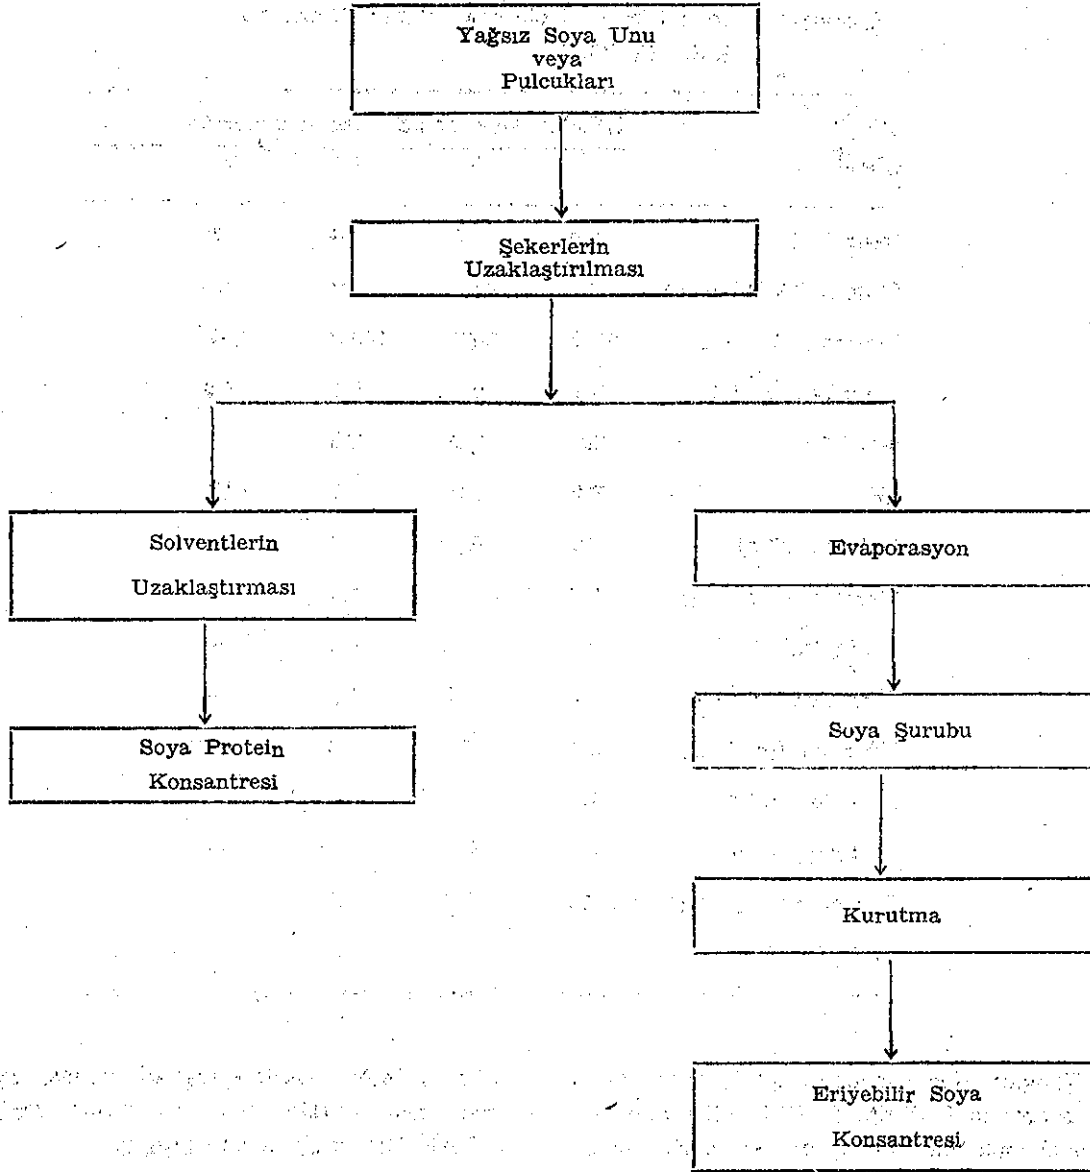 Yağsız Soya Unu
veya
Pulcukları
Şekerlerin
Uzaklaştırılması
Solventlerin
Uzaklaştırması
Soya Protein
Konsantresi
Evaporasyon
Soya Şurubu
Kurutma
Eriyebilir Soya
Konsantresi